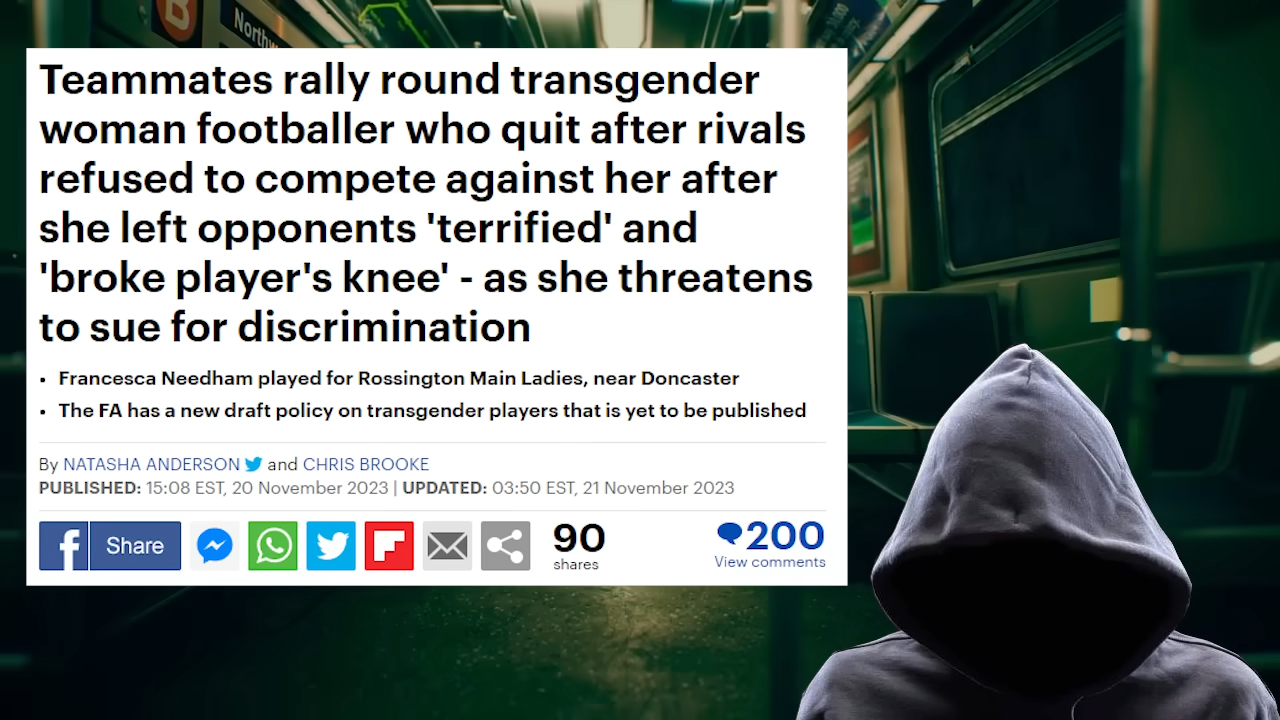 B
North
Teammates rally round transgender
woman footballer who quit after rivals
refused to compete against her after
she left opponents 'terrified' and
'broke player's knee' - as she threatens
to sue for discrimination
• Francesca Needham played for Rossington Main Ladies, near Doncaster
• The FA has a new draft policy on transgender players that is yet to be published
By NATASHA ANDERSON and CHRIS BROOKE
PUBLISHED: 15:08 EST, 20 November 2023 | UPDATED: 03:50 EST, 21 November 2023
f Share
90
shares
200
View comments